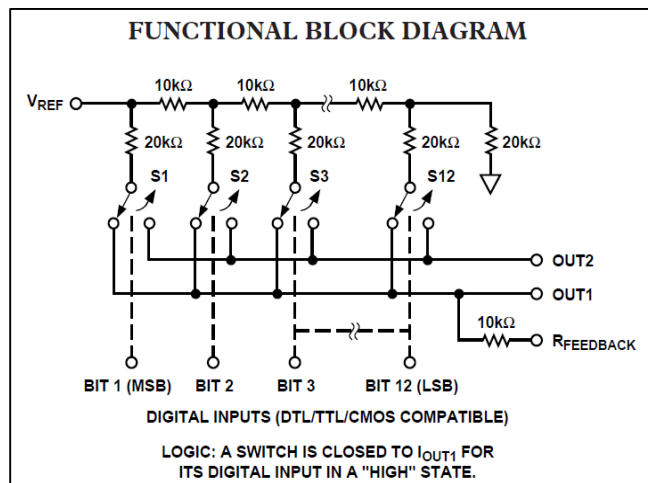 FUNCTIONAL BLOCK DIAGRAM
10kΩ 10kΩ 10kΩ
VREF
20kΩ 20kΩ 20kΩ 20kΩ 20kΩ
S1 S2 S3 S12
OUT2
OUT1
10kΩ
RFEEDBACK
BIT 1 (MSB) BIT 2 BIT 3 BIT 12 (LSB)
DIGITAL INPUTS (DTL/TTL/CMOS COMPATIBLE)
LOGIC: A SWITCH IS CLOSED TO IOUT1 FOR
ITS DIGITAL INPUT IN A "HIGH" STATE.